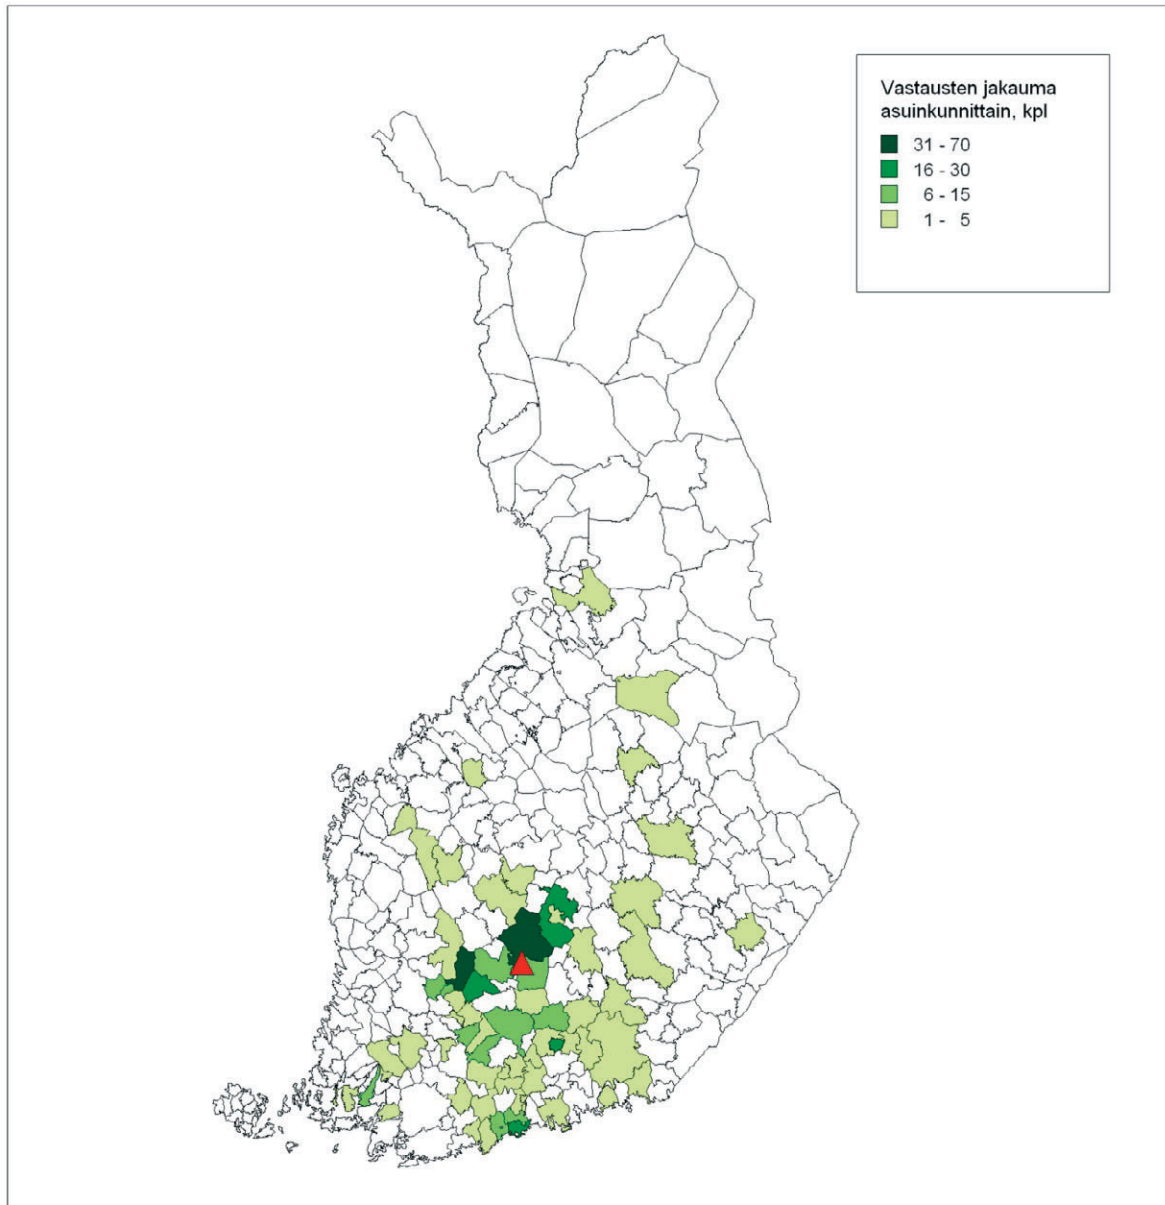 Vastausten jakauma
asuinkunnittain, kpl
31 - 70
16 - 30
6 - 15
1 - 5